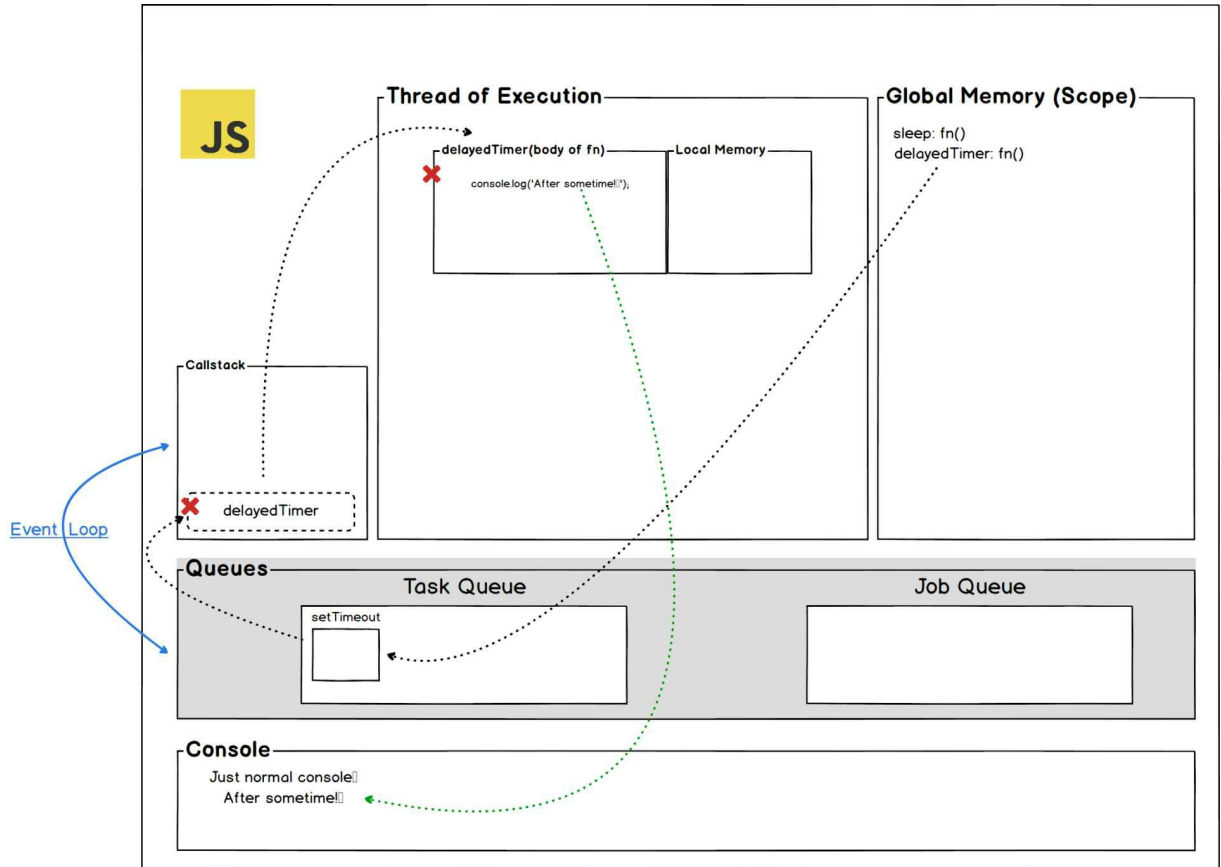 JS
Thread of Execution
delayedTimer(body of fn)
Local Memory
console.log('After sometime!▯');
Global Memory (Scope)
sleep: fn()
delayedTimer: fn()
Callstack
delayedTimer
Event Loop
Queues
Task Queue
setTimeout
Job Queue
Console
Just normal console▯
After sometime!▯